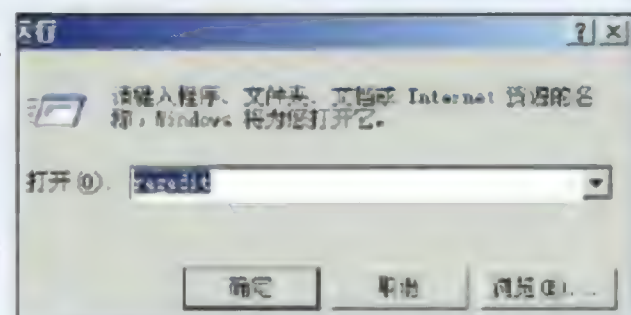 运行
请键入程序、文件夹、文档或 Internet 资源的名
称，Windows 将为您打开它。
打开(O):
regedit
确定 取消 浏览(B)...